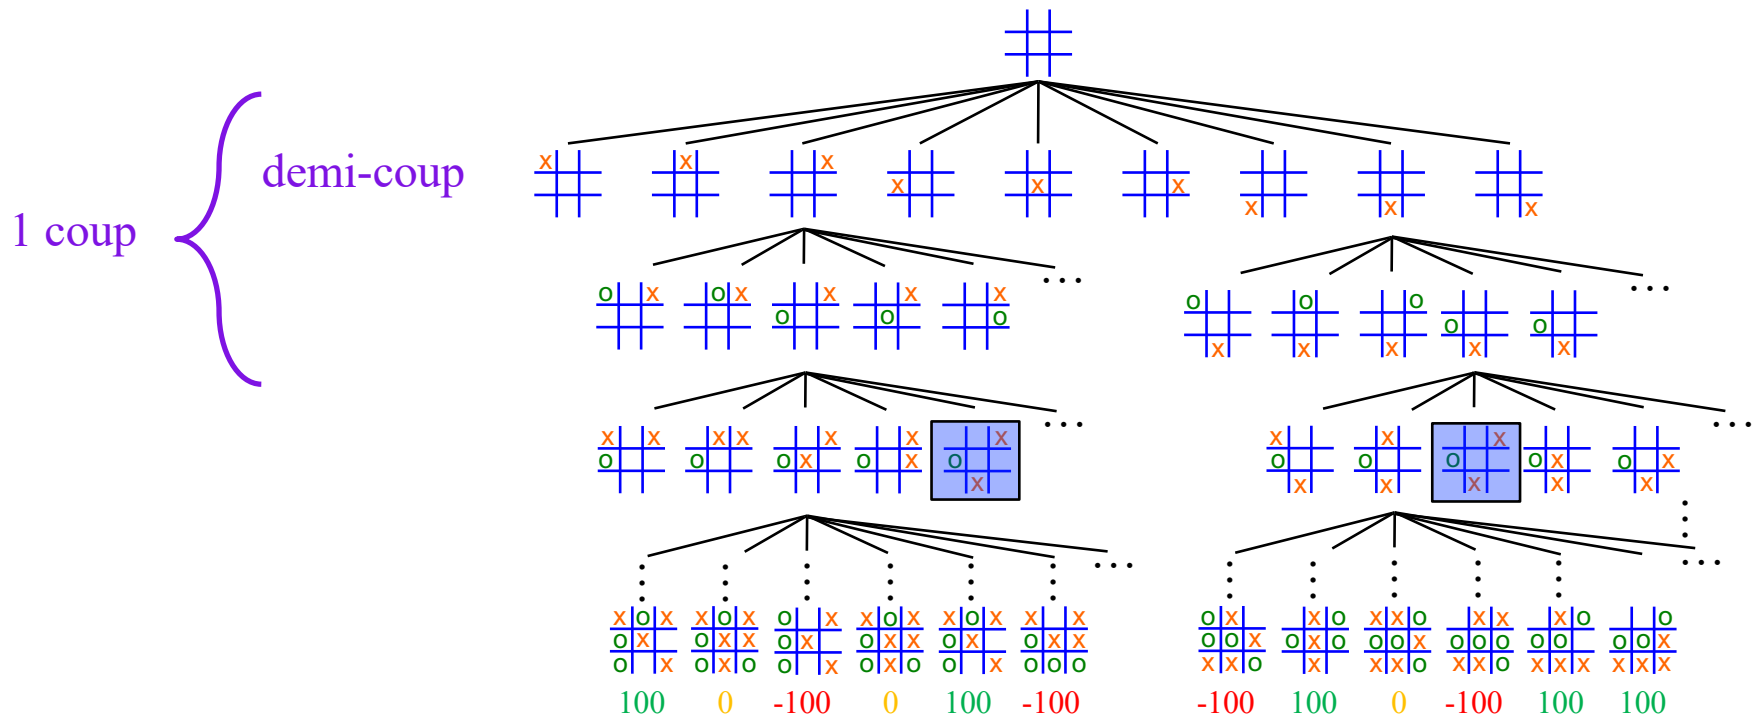 demi-coup
1 coup
x x x x x x x x x
o x o x x o x o x x o
o o o o o
x x x x x
x x x x x x x x
o o x o x o x o x
x x x x x
o o o x o x o x
x x x x x
x o x x o x o x x o x x o x x x
o x o x x o x o x x o x o x x
o x o x o o o x o o x o o o
o x x o x x o x x x o o
o o x o x o o o x o o o o o o o x
x x o x x x o x x o x x x x x x
100 0 -100 0 100 -100 -100 100 0 -100 100 100